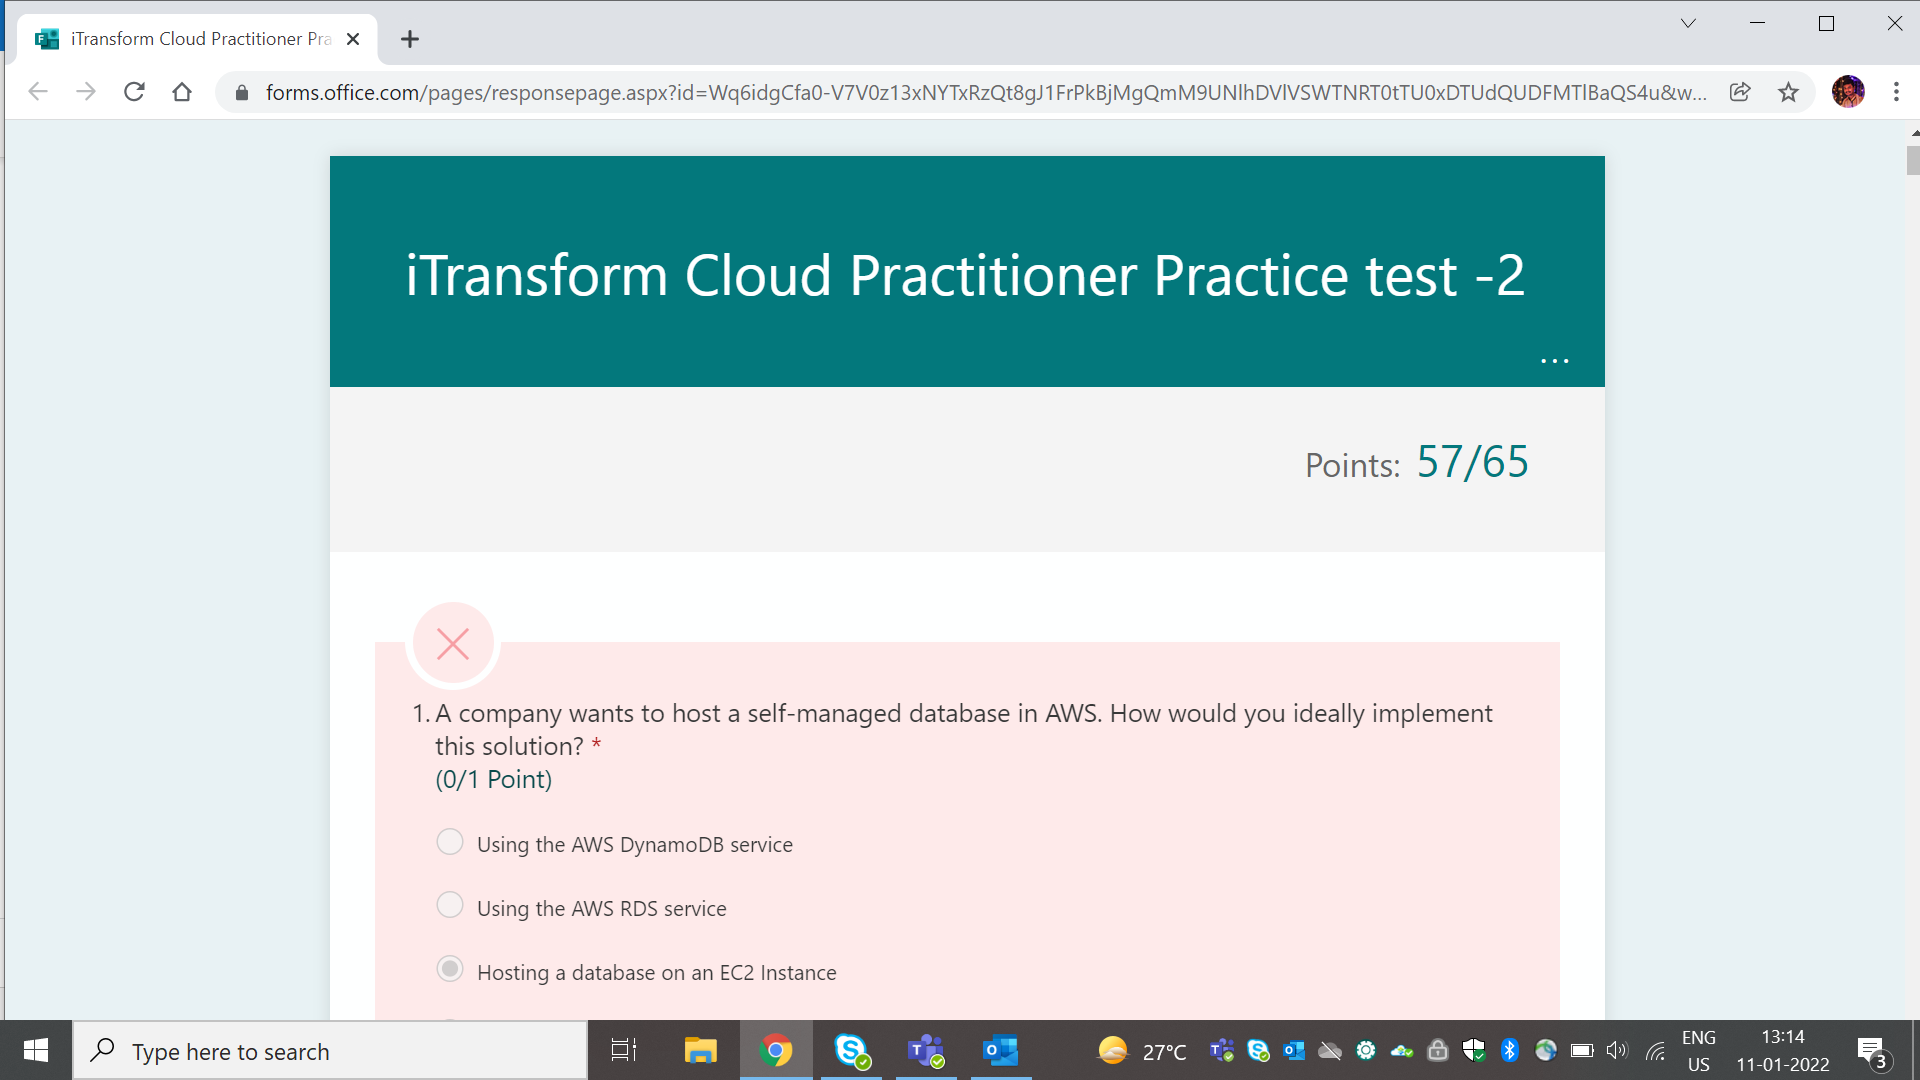 iTransform Cloud Practitioner Pra
forms.office.com/pages/responsepage.aspx?id=Wq6idgCfa0-V7V0z13xNYTxRzQt8gJ1FrPkBjMgQmM9UNlhDVlVSWTNRT0tTU0xDTUdQUDFMTlBaQS4u&w...
iTransform Cloud Practitioner Practice test -2
...
Points: 57/65
1. A company wants to host a self-managed database in AWS. How would you ideally implement
this solution? *
(0/1 Point)
Using the AWS DynamoDB service
Using the AWS RDS service
Hosting a database on an EC2 Instance
Type here to search
27°C
ENG
US
13:14
11-01-2022
3